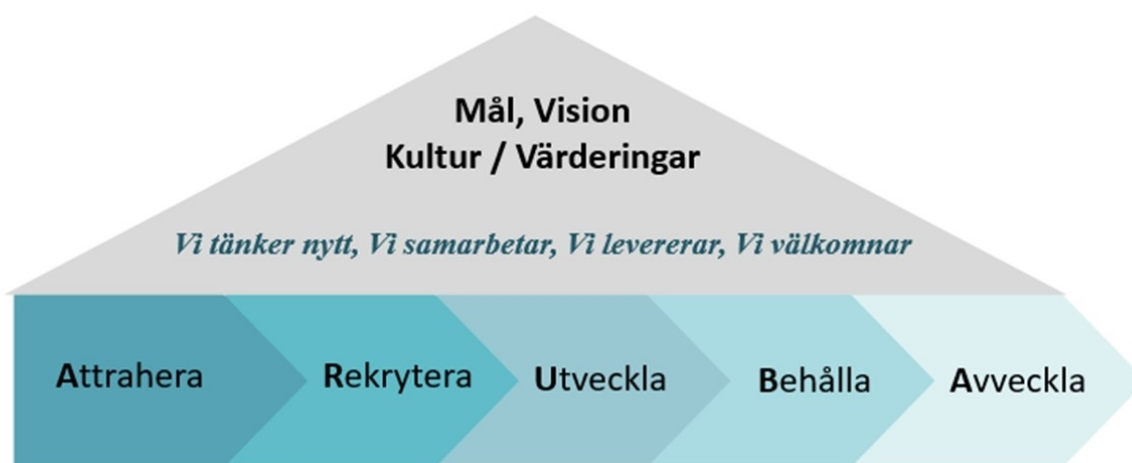 Mål, Vision
Kultur / Värderingar
Vi tänker nytt, Vi samarbetar, Vi levererar, Vi välkomnar
Attrahera
Rekrytera
Utveckla
Behålla
Avveckla